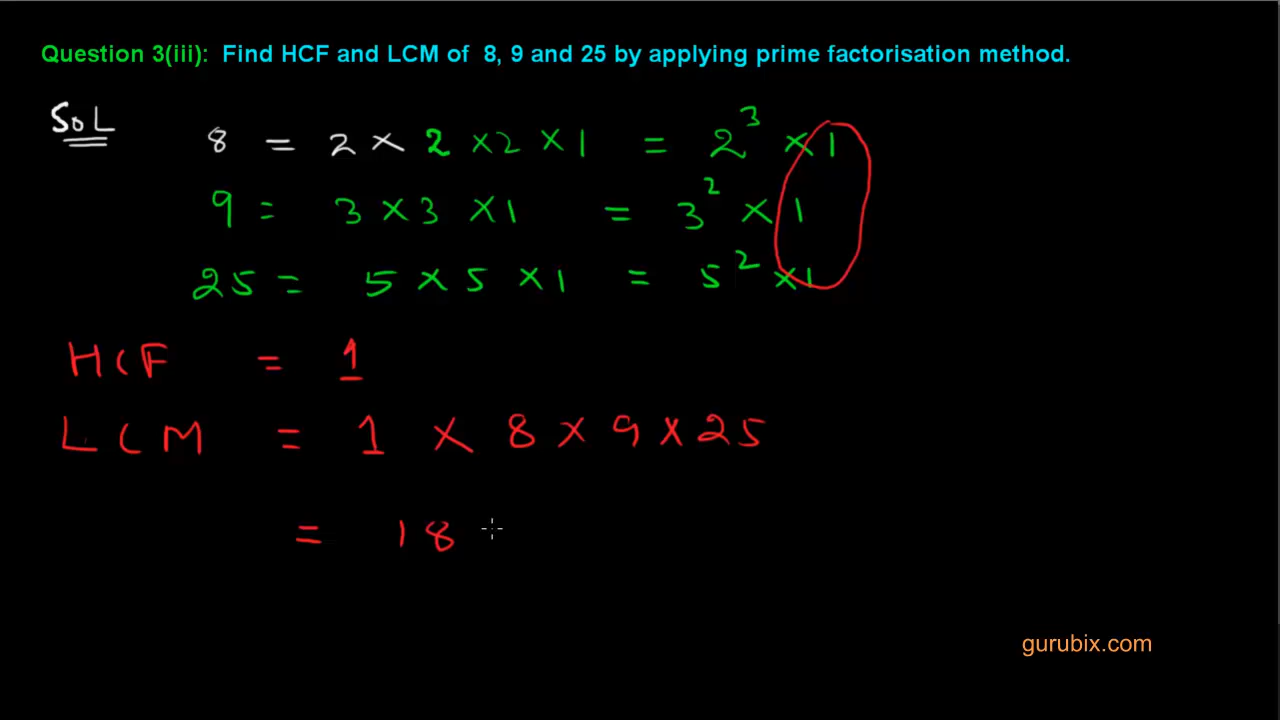 Question 3(iii): Find HCF and LCM of 8, 9 and 25 by applying prime factorisation method.
SoL
8 = 2 × 2 × 2 × 1 = 2³ × 1
9 = 3 × 3 × 1 = 3² × 1
25 = 5 × 5 × 1 = 5² × 1
HCF = 1
LCM = 1 × 8 × 9 × 25
= 18
gurubix.com